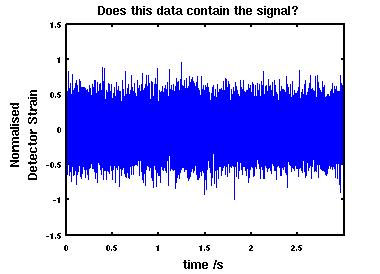 Does this data contain the signal?
1.5
1
0.5
0
-0.5
-1
-1.5
Normalised
Detector Strain
0 0.5 1 1.5 2 2.5
time /s